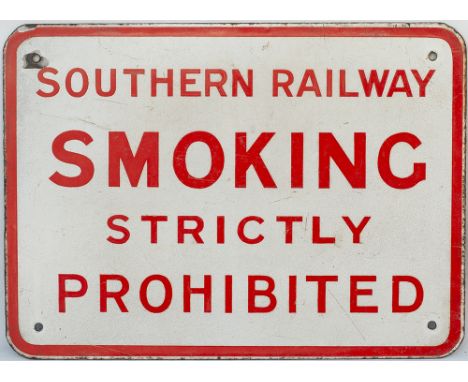 SOUTHERN RAILWAY
SMOKING
STRICTLY
PROHIBITED